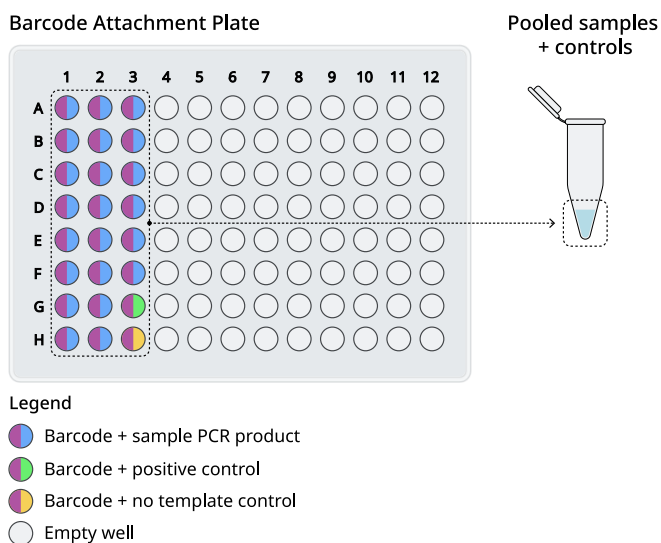 Barcode Attachment Plate
Pooled samples
+ controls
1 2 3 4 5 6 7 8 9 10 11 12
A
B
C
D
E
F
G
H
Legend
Barcode + sample PCR product
Barcode + positive control
Barcode + no template control
Empty well